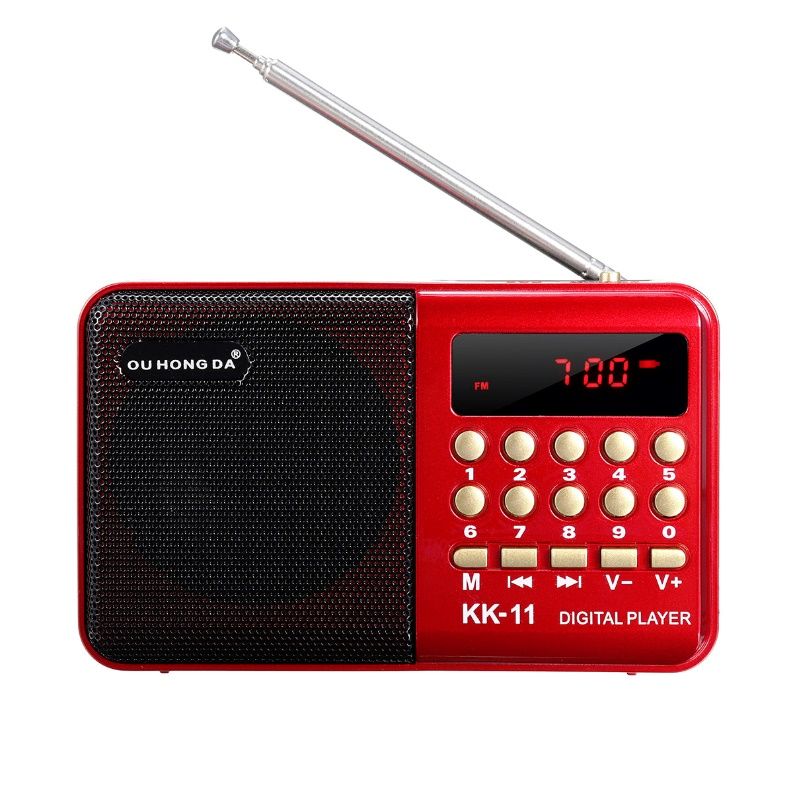 OU HONG DA®
FM 700
1 2 3 4 5
6 7 8 9 0
M V- V+
KK-11 DIGITAL PLAYER